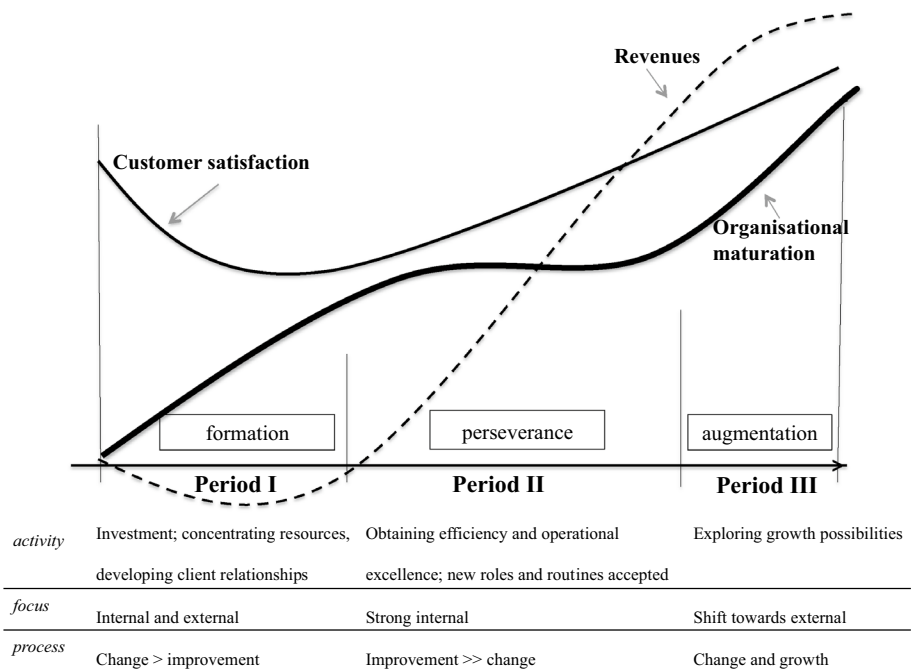 Revenues
Customer satisfaction
Organisational
maturation
formation
perseverance
augmentation
Period I
Period II
Period III
activity
Investment; concentrating resources,
developing client relationships
Obtaining efficiency and operational
excellence; new roles and routines accepted
Exploring growth possibilities
focus
Internal and external
Strong internal
Shift towards external
process
Change > improvement
Improvement >> change
Change and growth